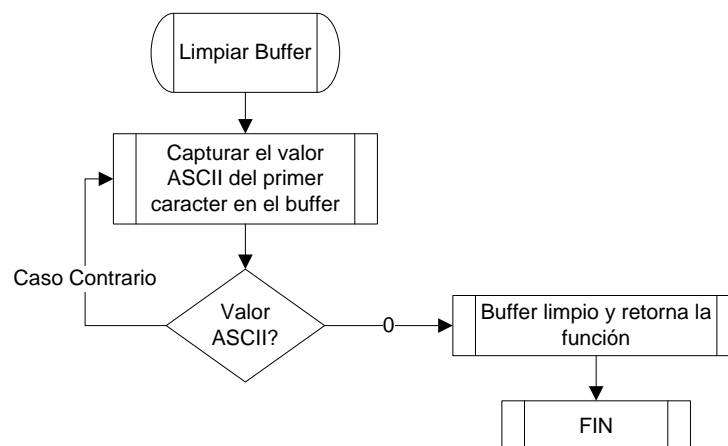 Limpiar Buffer
Capturar el valor
ASCII del primer
caracter en el buffer
Caso Contrario
Valor
ASCII?
0
Buffer limpio y retorna la
función
FIN